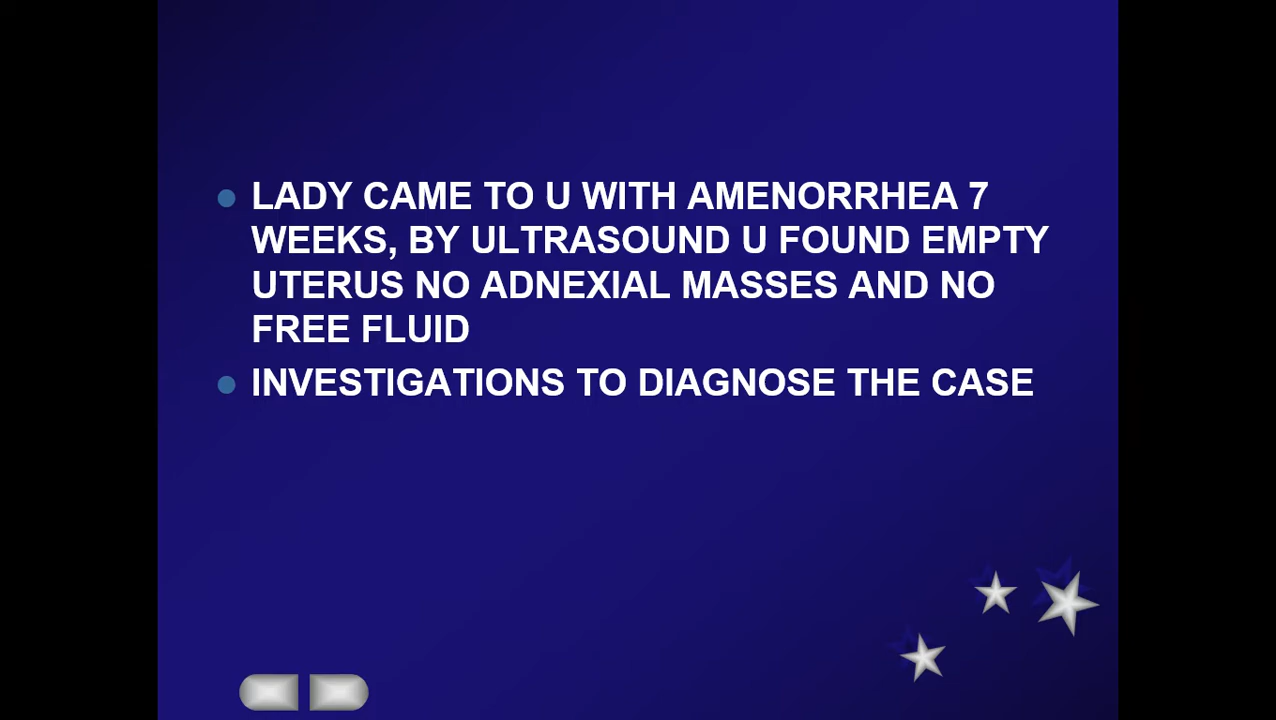 LADY CAME TO U WITH AMENORRHEA 7
WEEKS, BY ULTRASOUND U FOUND EMPTY
UTERUS NO ADNEXIAL MASSES AND NO
FREE FLUID
INVESTIGATIONS TO DIAGNOSE THE CASE